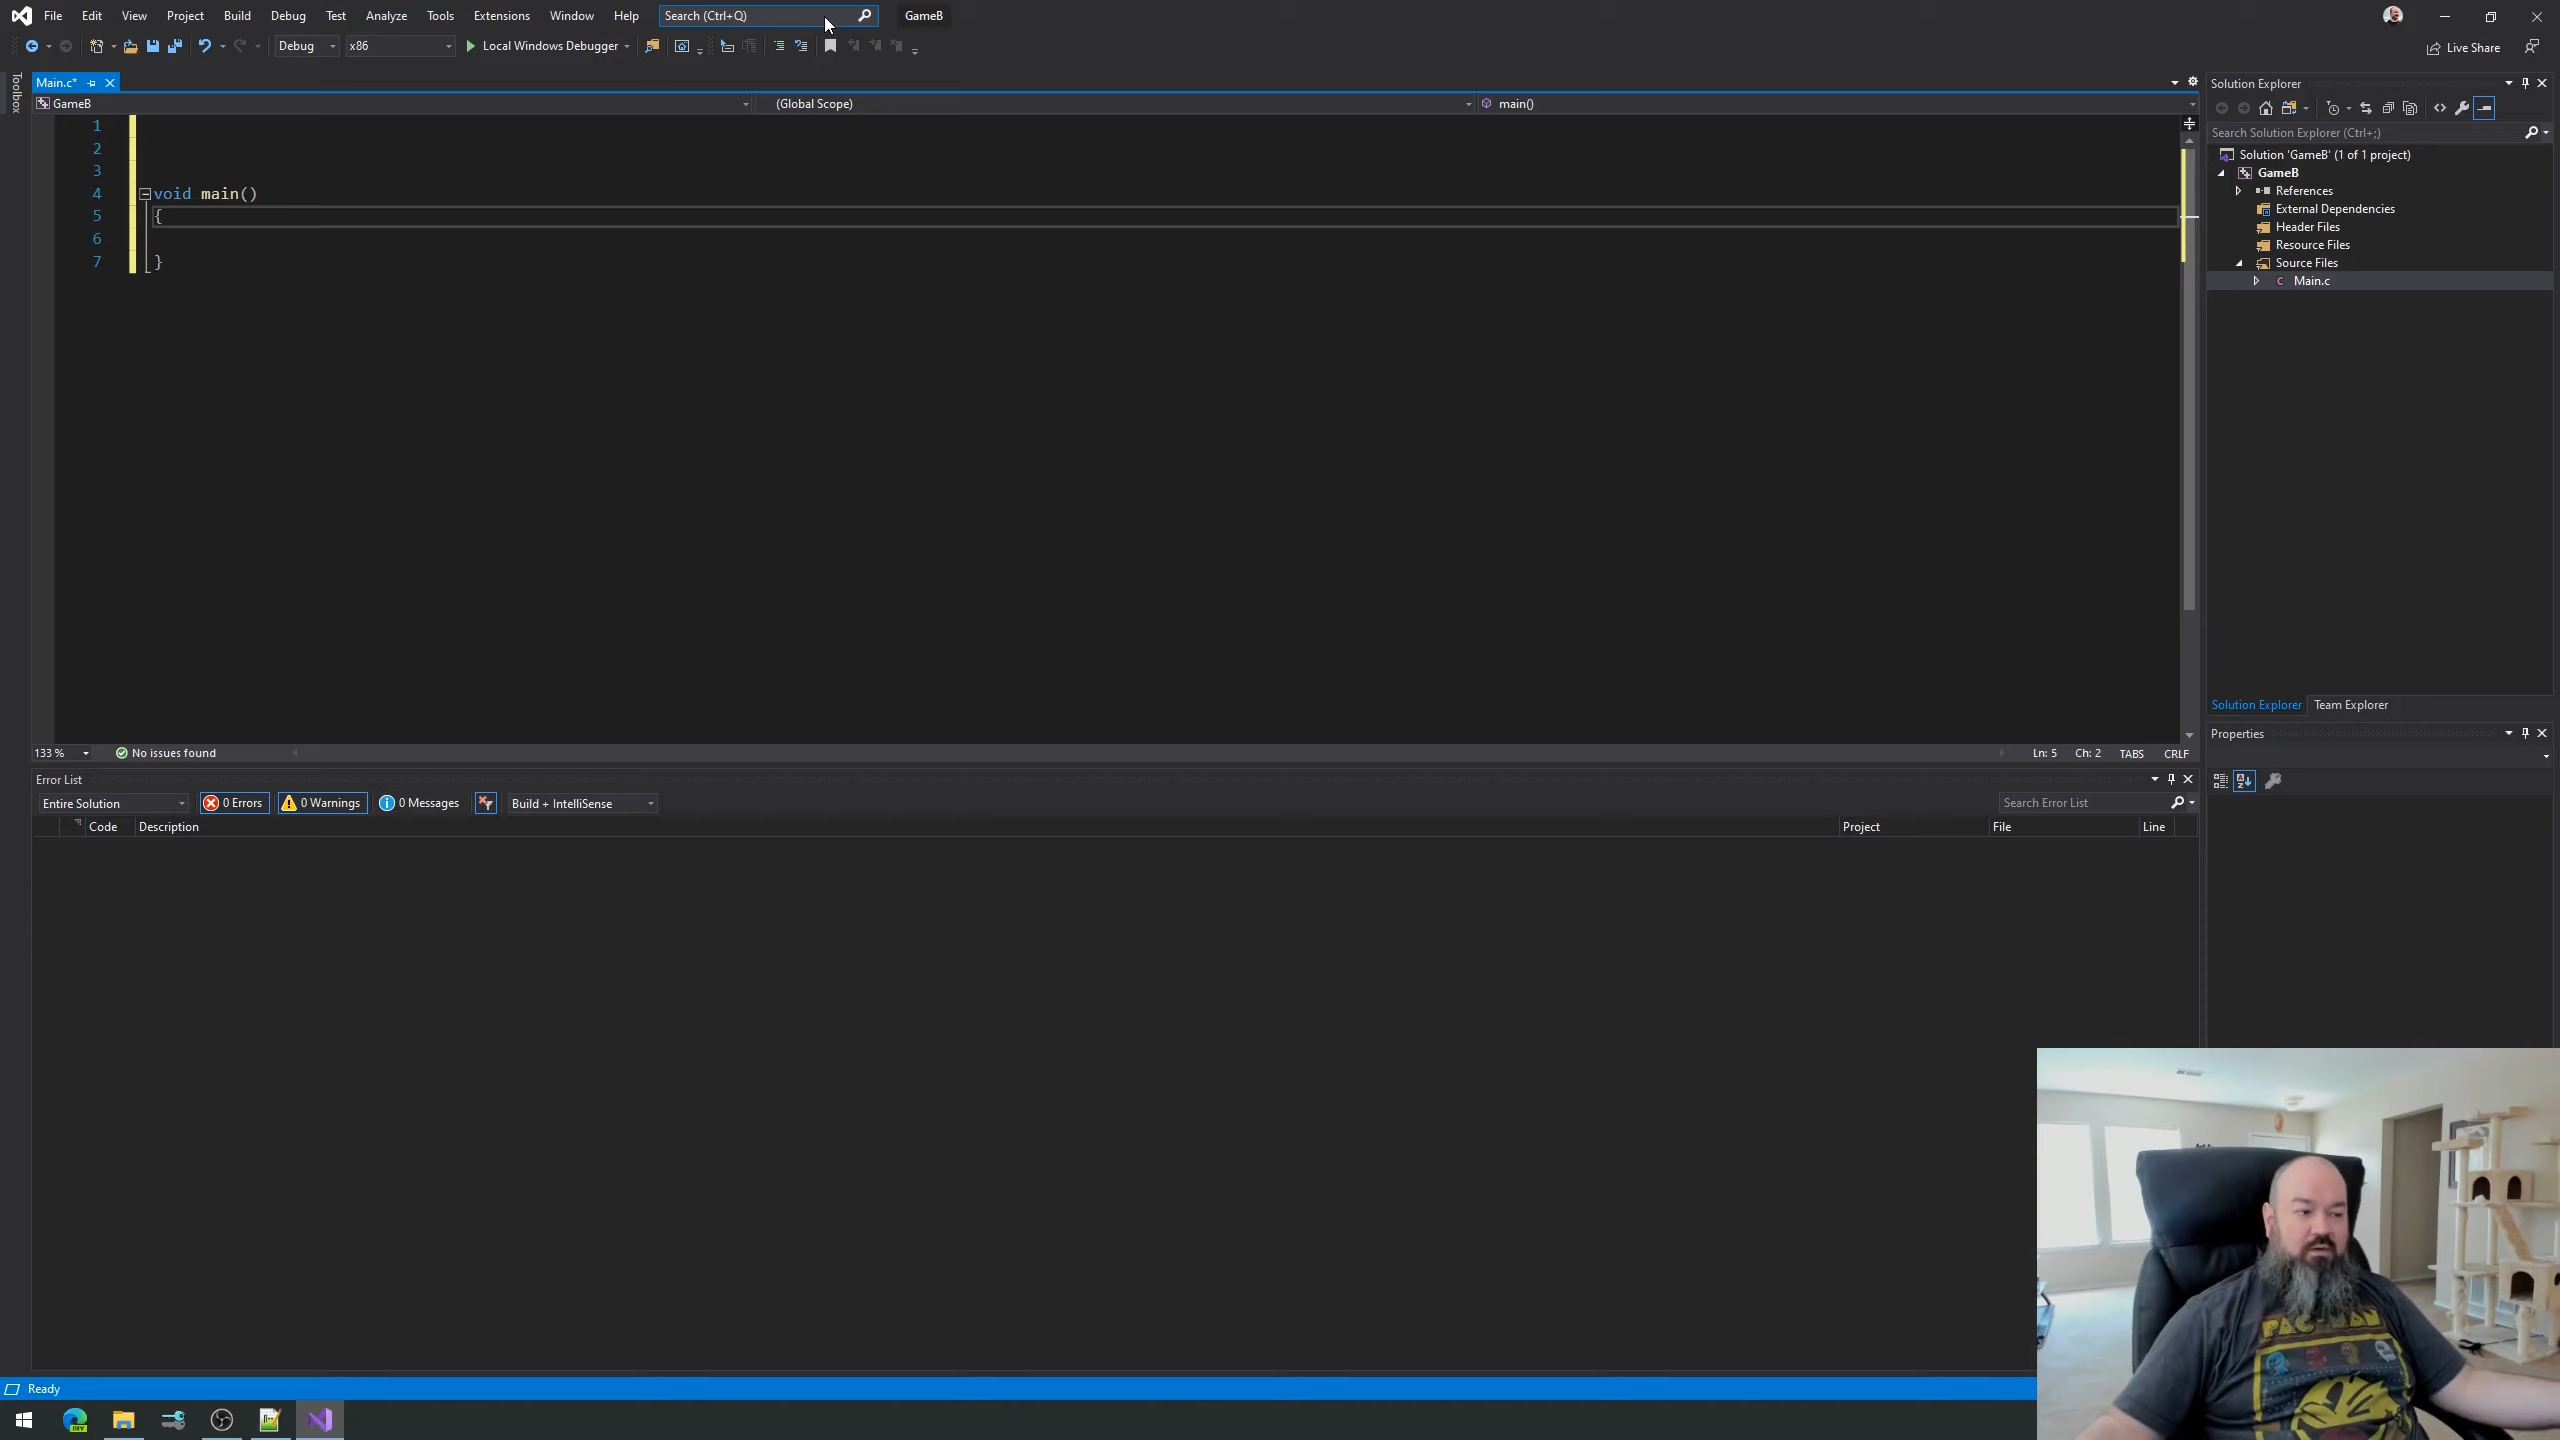 File Edit View Project Build Debug Test Analyze Tools Extensions Window Help Search (Ctrl+Q) GameB
Debug x86 Local Windows Debugger Live Share
Toolbox
Main.c*
GameB (Global Scope) main()
1
2
3
4 void main()
5 {
6
7 }
133 % No issues found Ln: 5 Ch: 2 TABS CRLF
Error List
Entire Solution 0 Errors 0 Warnings 0 Messages Build + IntelliSense Search Error List
Code Description Project File Line
Solution Explorer
Search Solution Explorer (Ctrl+;)
Solution 'GameB' (1 of 1 project)
GameB
References
External Dependencies
Header Files
Resource Files
Source Files
Main.c
Solution Explorer Team Explorer
Properties
PAC-MAN
Ready